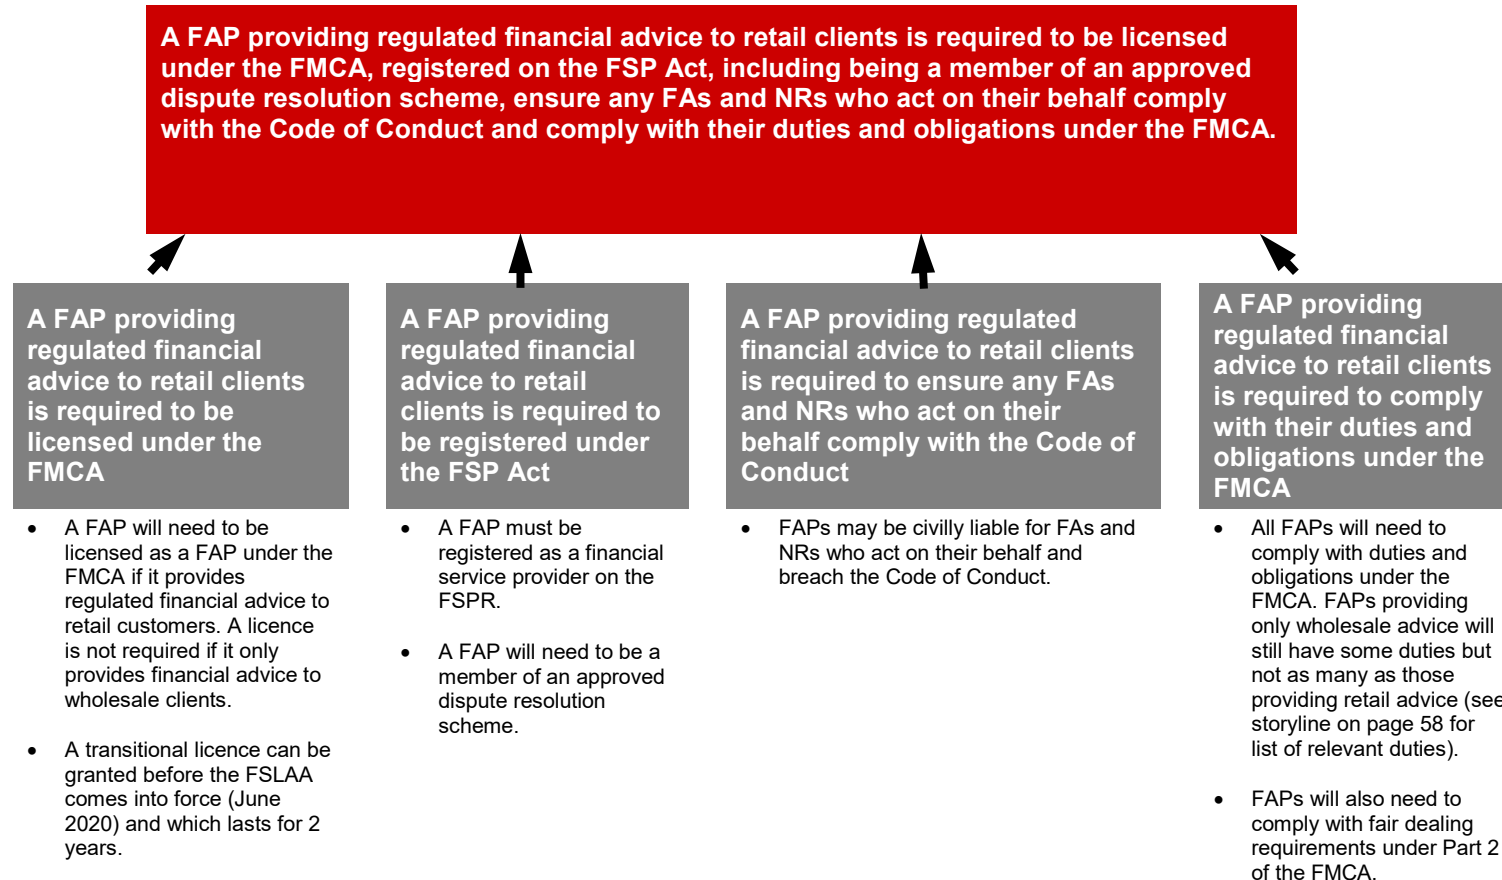 A FAP providing regulated financial advice to retail clients is required to be licensed
under the FMCA, registered on the FSP Act, including being a member of an approved
dispute resolution scheme, ensure any FAs and NRs who act on their behalf comply
with the Code of Conduct and comply with their duties and obligations under the FMCA.
A FAP providing
regulated financial
advice to retail clients
is required to be
licensed under the
FMCA
• A FAP will need to be
licensed as a FAP under the
FMCA if it provides
regulated financial advice to
retail customers. A licence
is not required if it only
provides financial advice to
wholesale clients.
• A transitional licence can be
granted before the FSLAA
comes into force (June
2020) and which lasts for 2
years.
A FAP providing
regulated financial
advice to retail
clients is required to
be registered under
the FSP Act
• A FAP must be
registered as a financial
service provider on the
FSPR.
• A FAP will need to be a
member of an approved
dispute resolution
scheme.
A FAP providing regulated
financial advice to retail clients
is required to ensure any FAs
and NRs who act on their
behalf comply with the Code of
Conduct
• FAPs may be civilly liable for FAs and
NRs who act on their behalf and
breach the Code of Conduct.
A FAP providing
regulated financial
advice to retail clients
is required to comply
with their duties and
obligations under the
FMCA
• All FAPs will need to
comply with duties and
obligations under the
FMCA. FAPs providing
only wholesale advice will
still have some duties but
not as many as those
providing retail advice (see
storyline on page 58 for
list of relevant duties).
• FAPs will also need to
comply with fair dealing
requirements under Part 2
of the FMCA.